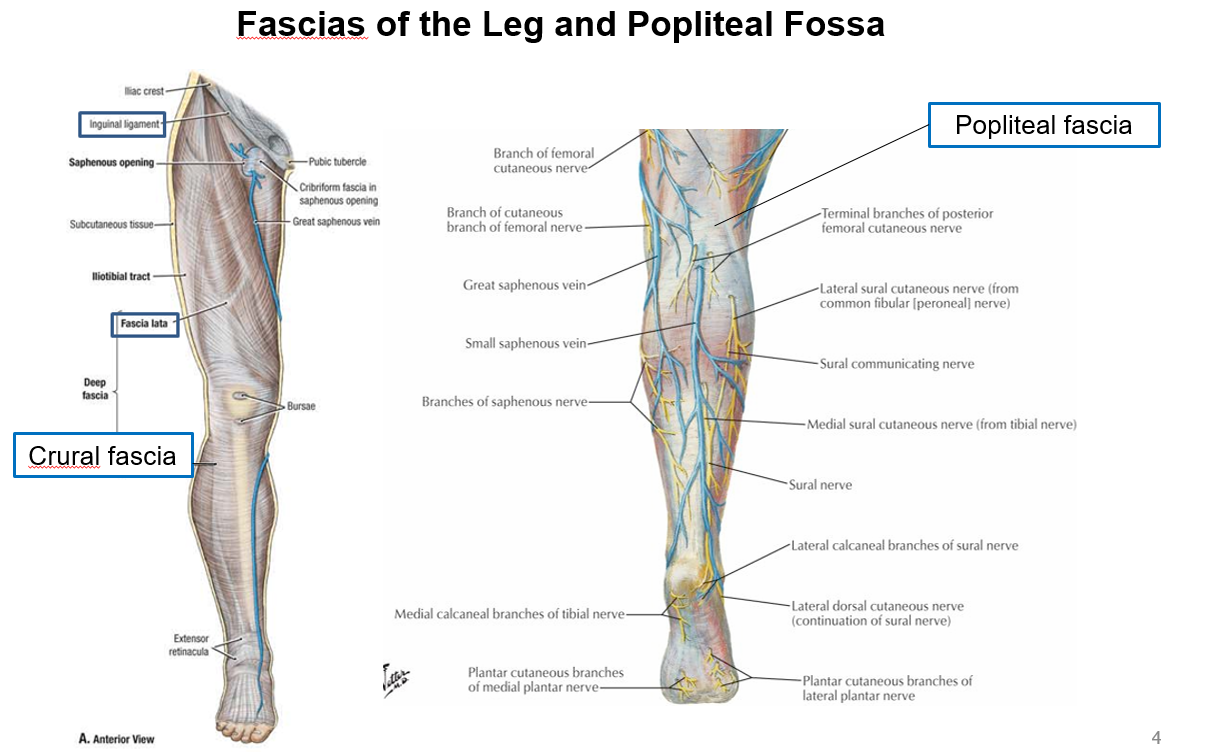 Fascias of the Leg and Popliteal Fossa
Iliac crest
Inguinal ligament
Saphenous opening
Pubic tubercle
Cribriform fascia in
saphenous opening
Subcutaneous tissue
Great saphenous vein
Iliotibial tract
Fascia lata
Deep
fascia
Bursae
Crural fascia
Extensor
retinacula
A. Anterior View
Popliteal fascia
Branch of femoral
cutaneous nerve
Branch of cutaneous
branch of femoral nerve
Great saphenous vein
Small saphenous vein
Branches of saphenous nerve
Medial calcaneal branches of tibial nerve
Plantar cutaneous branches
of medial plantar nerve
Terminal branches of posterior
femoral cutaneous nerve
Lateral sural cutaneous nerve (from
common fibular [peroneal] nerve)
Sural communicating nerve
Medial sural cutaneous nerve (from tibial nerve)
Sural nerve
Lateral calcaneal branches of sural nerve
Lateral dorsal cutaneous nerve
(continuation of sural nerve)
Plantar cutaneous branches of
lateral plantar nerve
4